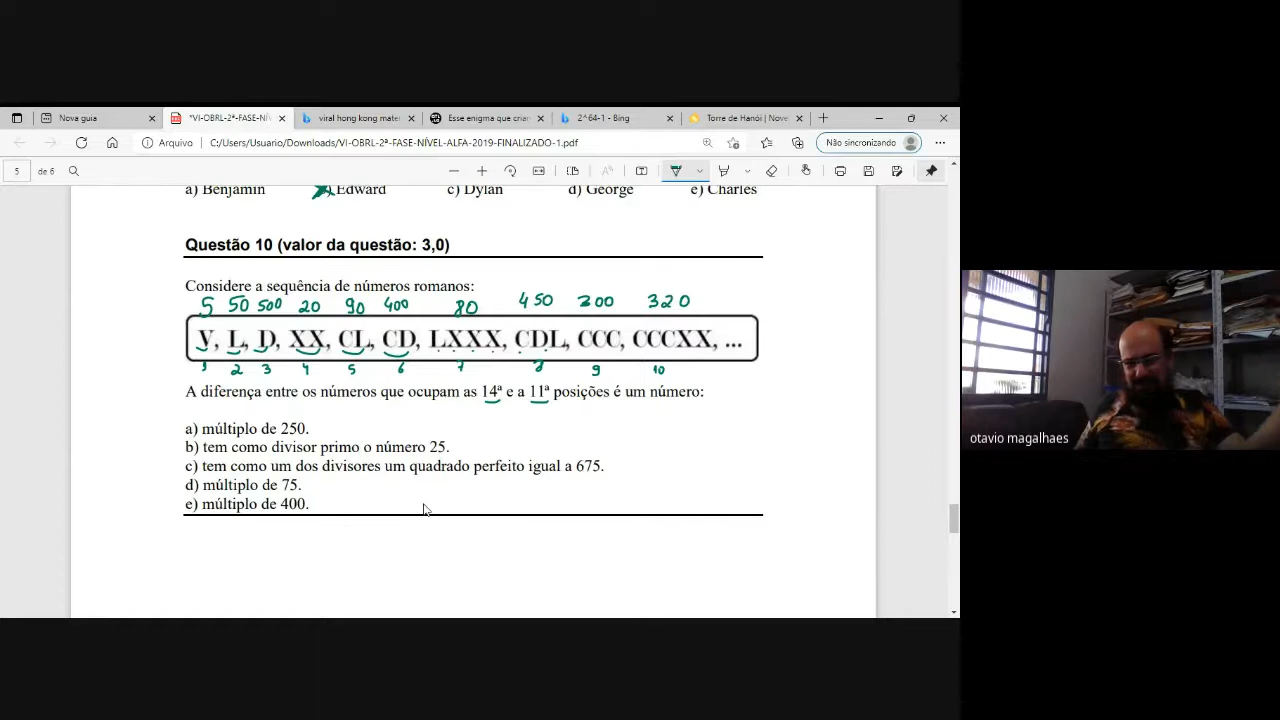 Nova guia *VI-OBRL-2ª-FASE-NÍV viral hong kong mate Esse enigma que criar 2^64-1 - Bing Torre de Hanói | Nove
Arquivo C:/Users/Usuario/Downloads/VI-OBRL-2ª-FASE-NÍVEL-ALFA-2019-FINALIZADO-1.pdf Não sincronizando
5 de 6
a) Benjamin Edward c) Dylan d) George e) Charles
Questão 10 (valor da questão: 3,0)
Considere a sequência de números romanos:
5 50 500 20 90 400 80 450 300 320
V, L, D, XX, CL, CD, LXXX, CDL, CCC, CCCXX, ...
1 2 3 4 5 6 7 8 9 10
A diferença entre os números que ocupam as 14ª e a 11ª posições é um número:
a) múltiplo de 250.
b) tem como divisor primo o número 25.
c) tem como um dos divisores um quadrado perfeito igual a 675.
d) múltiplo de 75.
e) múltiplo de 400.
otavio magalhaes